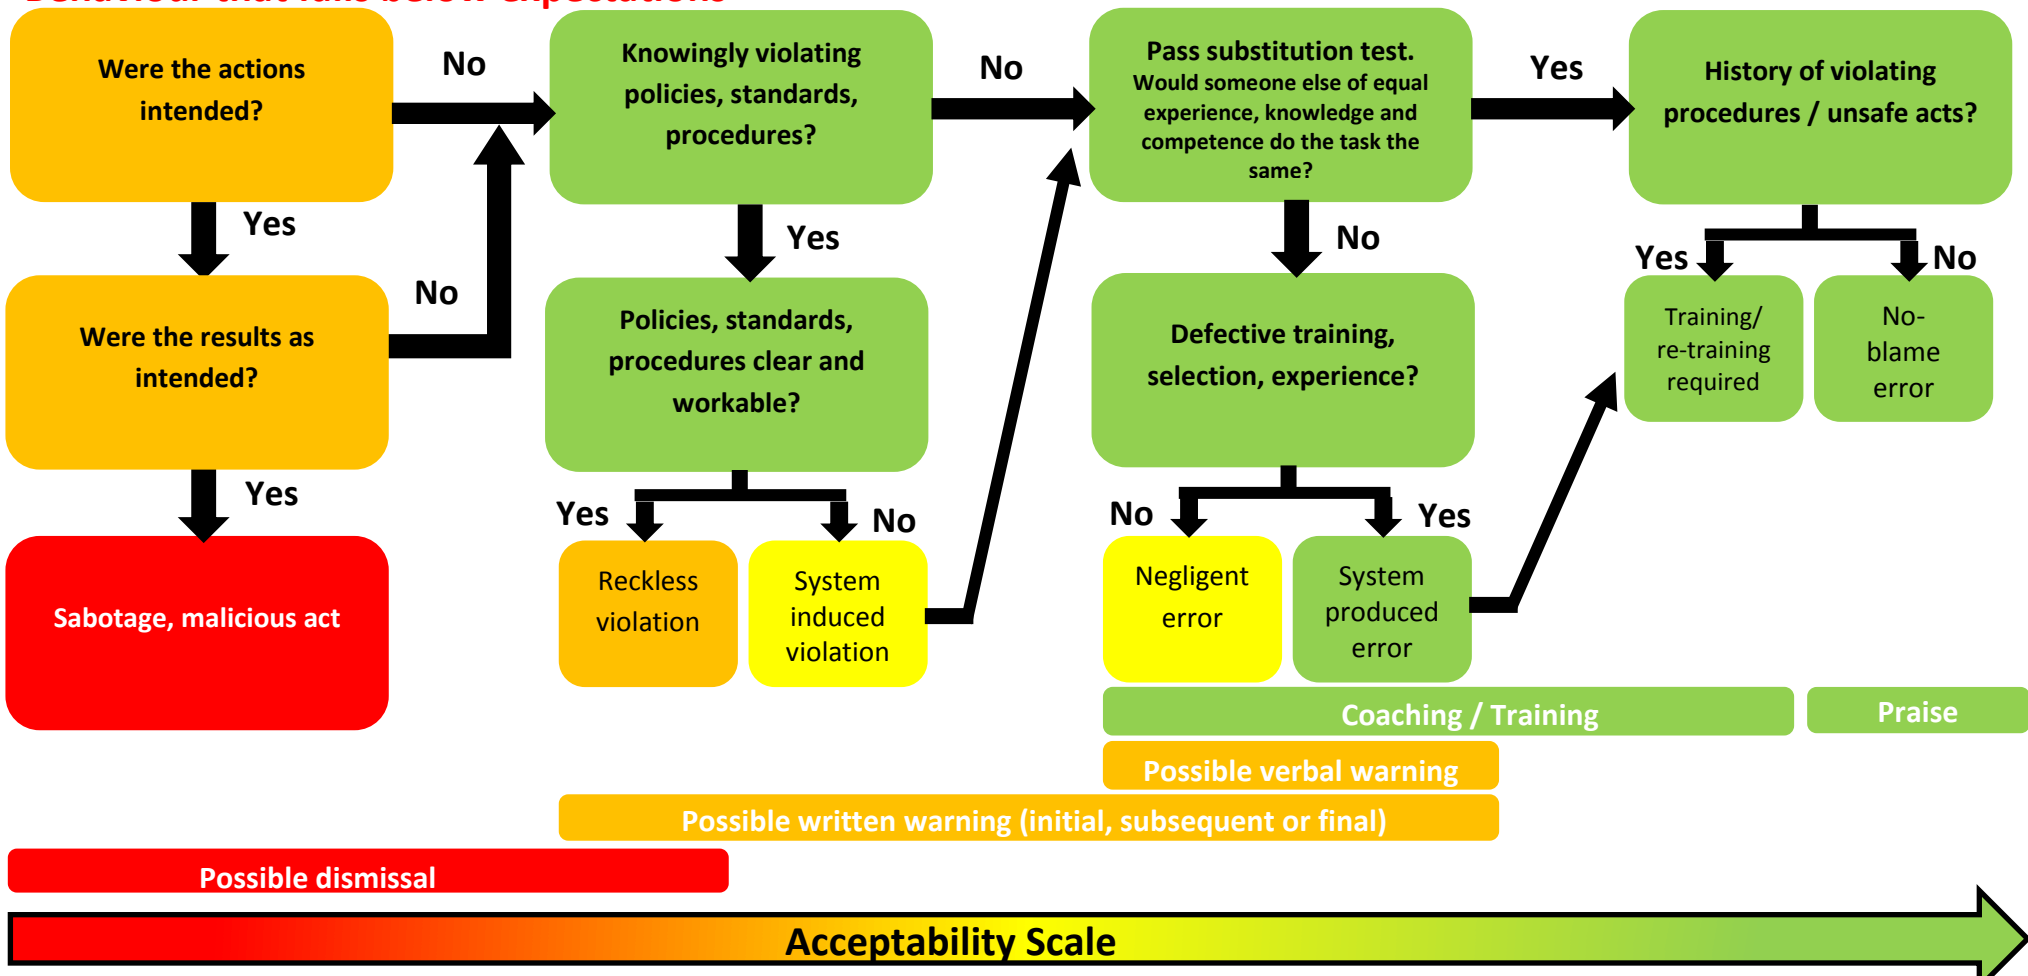 Behaviour that falls below expectations
Were the actions
intended?
No
Knowingly violating
policies, standards,
procedures?
No
Pass substitution test.
Would someone else of equal
experience, knowledge and
competence do the task the
same?
Yes
History of violating
procedures / unsafe acts?
Yes
Yes
No
Yes
No
Were the results as
intended?
No
Policies, standards,
procedures clear and
workable?
Defective training,
selection, experience?
Training/
re-training
required
No-
blame
error
Yes
Yes
No
No
Yes
Sabotage, malicious act
Reckless
violation
System
induced
violation
Negligent
error
System
produced
error
Coaching / Training
Praise
Possible verbal warning
Possible written warning (initial, subsequent or final)
Possible dismissal
Acceptability Scale